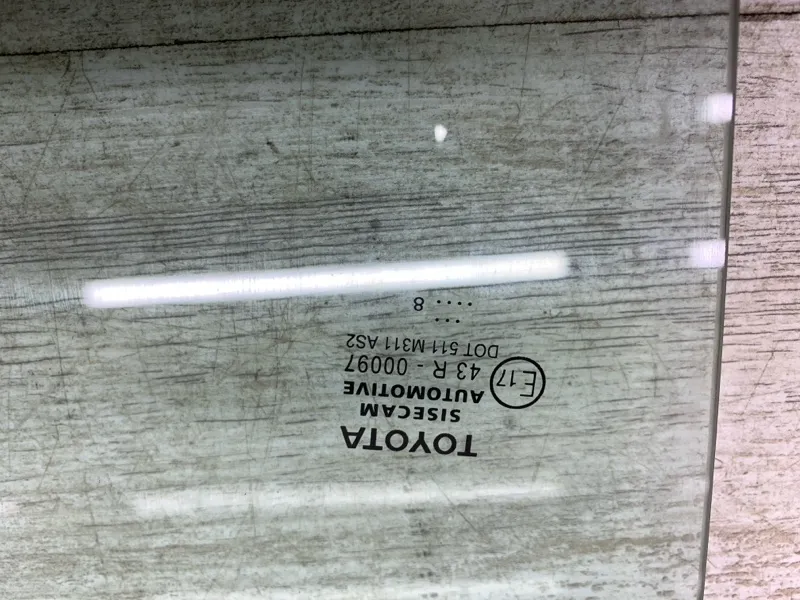 TOYOTA
SISECAM
AUTOMOTIVE
E17 43 R - 00097
DOT 511 M311 AS2
...
.... 8